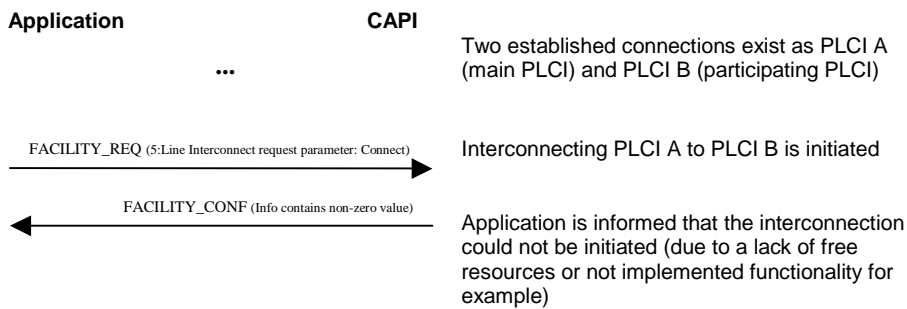 Application CAPI
Two established connections exist as PLCI A
... (main PLCI) and PLCI B (participating PLCI)
FACILITY_REQ (5:Line Interconnect request parameter: Connect) Interconnecting PLCI A to PLCI B is initiated
FACILITY_CONF (Info contains non-zero value)
Application is informed that the interconnection
could not be initiated (due to a lack of free
resources or not implemented functionality for
example)